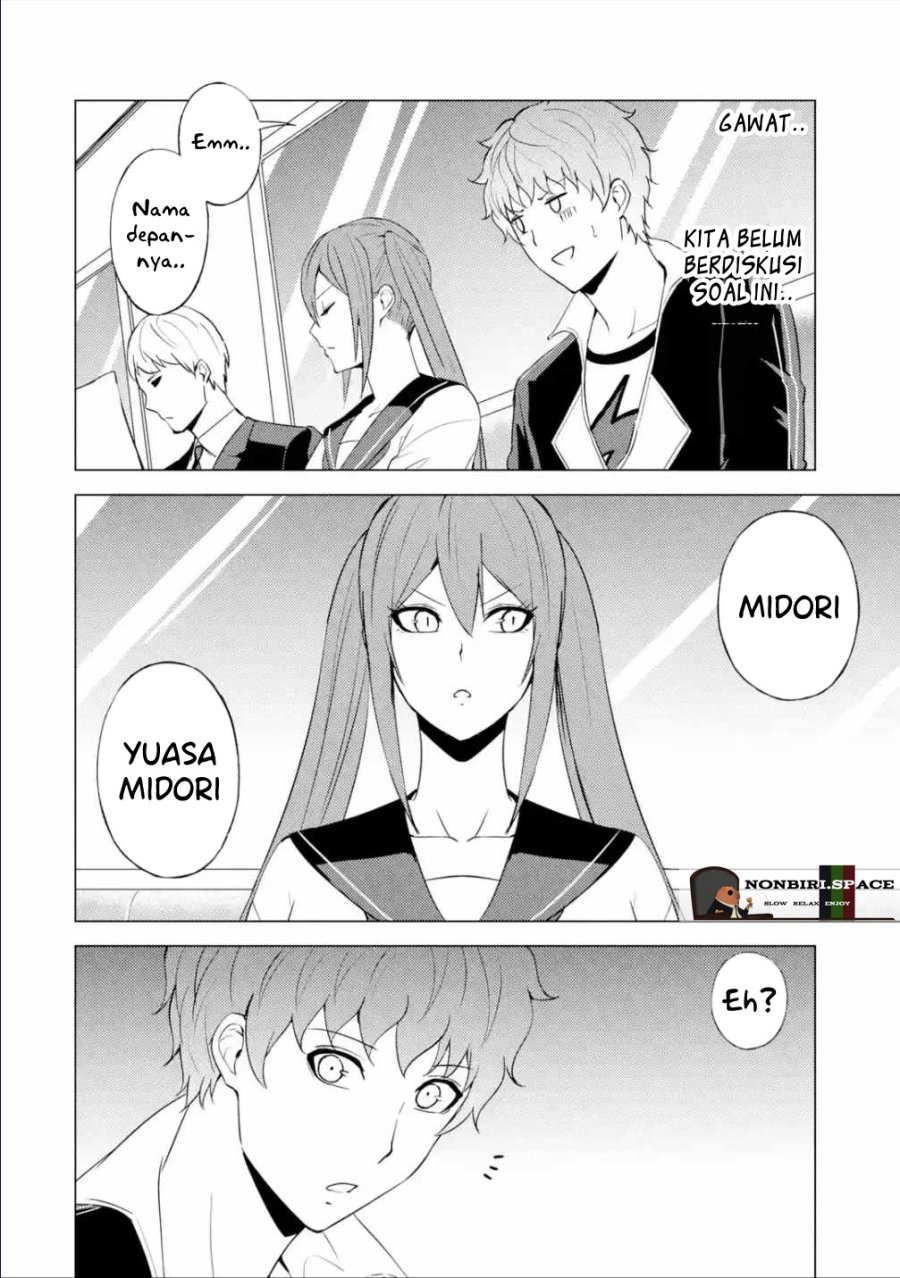 GAWAT..
KITA BELUM
BERDISKUSI
SOAL INI..
Emm..
Nama
depan-
nya..
MIDORI
YUASA
MIDORI
NONBIRI.SPACE
SLOW RELAX ENJOY
Eh?